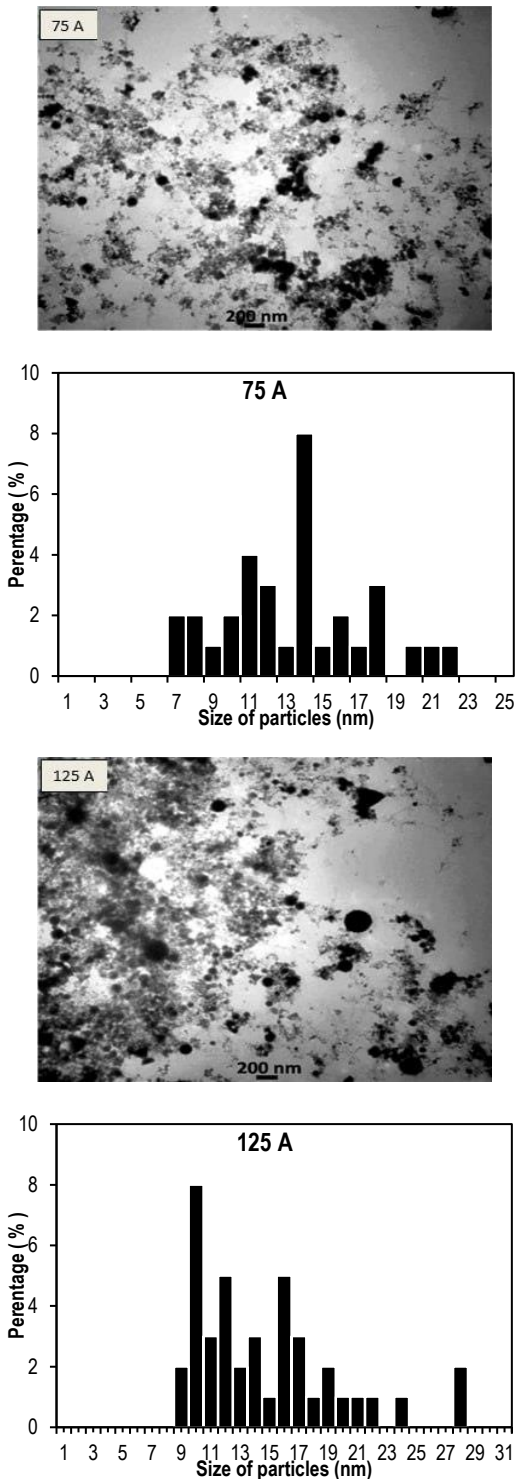 75 A
200 nm
75 A
Perentage ( % )
10
8
6
4
2
0
1 3 5 7 9 11 13 15 17 19 21 23 25
Size of particles (nm)
125 A
200 nm
125 A
Perentage ( % )
10
8
6
4
2
0
1 3 5 7 9 11 13 15 17 19 21 23 25 27 29 31
Size of particles (nm)